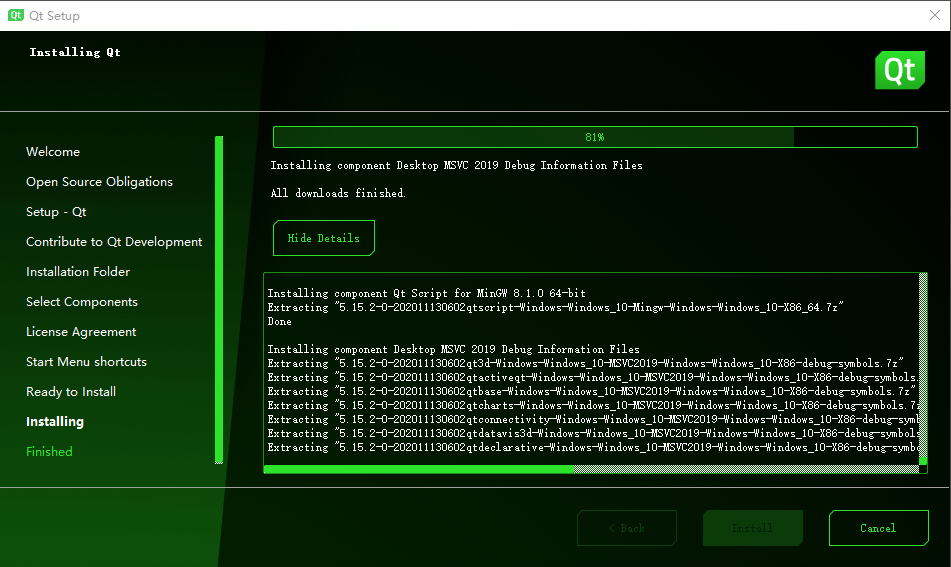 Qt Qt Setup
Installing Qt
Qt
Welcome
Open Source Obligations
Setup - Qt
Contribute to Qt Development
Installation Folder
Select Components
License Agreement
Start Menu shortcuts
Ready to Install
Installing
Finished
81%
Installing component Desktop MSVC 2019 Debug Information Files
All downloads finished.
Hide Details
Installing component Qt Script for MinGW 8.1.0 64-bit
Extracting "5.15.2-0-202011130602qtscript-Windows-Windows_10-Mingw-Windows-Windows_10-X86_64.7z"
Done
Installing component Desktop MSVC 2019 Debug Information Files
Extracting "5.15.2-0-202011130602qt3d-Windows-Windows_10-MSVC2019-Windows-Windows_10-X86-debug-symbols.7z"
Extracting "5.15.2-0-202011130602qtactiveqt-Windows-Windows_10-MSVC2019-Windows-Windows_10-X86-debug-symbols.
Extracting "5.15.2-0-202011130602qtbase-Windows-Windows_10-MSVC2019-Windows-Windows_10-X86-debug-symbols.7z"
Extracting "5.15.2-0-202011130602qtcharts-Windows-Windows_10-MSVC2019-Windows-Windows_10-X86-debug-symbols.7z
Extracting "5.15.2-0-202011130602qtconnectivity-Windows-Windows_10-MSVC2019-Windows-Windows_10-X86-debug-symb
Extracting "5.15.2-0-202011130602qtdatavis3d-Windows-Windows_10-MSVC2019-Windows-Windows_10-X86-debug-symbols
Extracting "5.15.2-0-202011130602qtdeclarative-Windows-Windows_10-MSVC2019-Windows-Windows_10-X86-debug-symbo
< Back
Install
Cancel